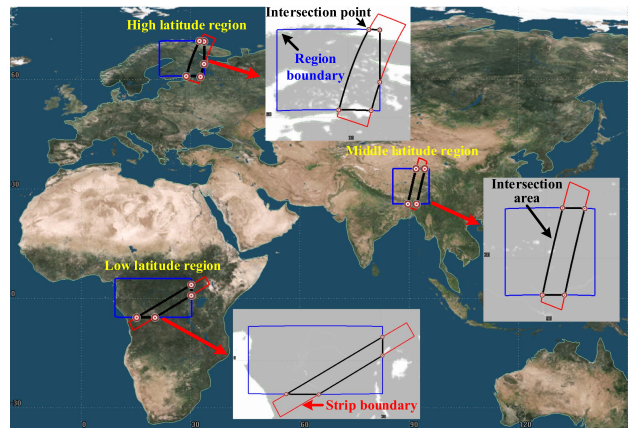 High latitude region
Intersection point
Region
boundary
60
Middle latitude region
30
Intersection
area
Low latitude region
0
Strip boundary
-30
0
30
60
90
120